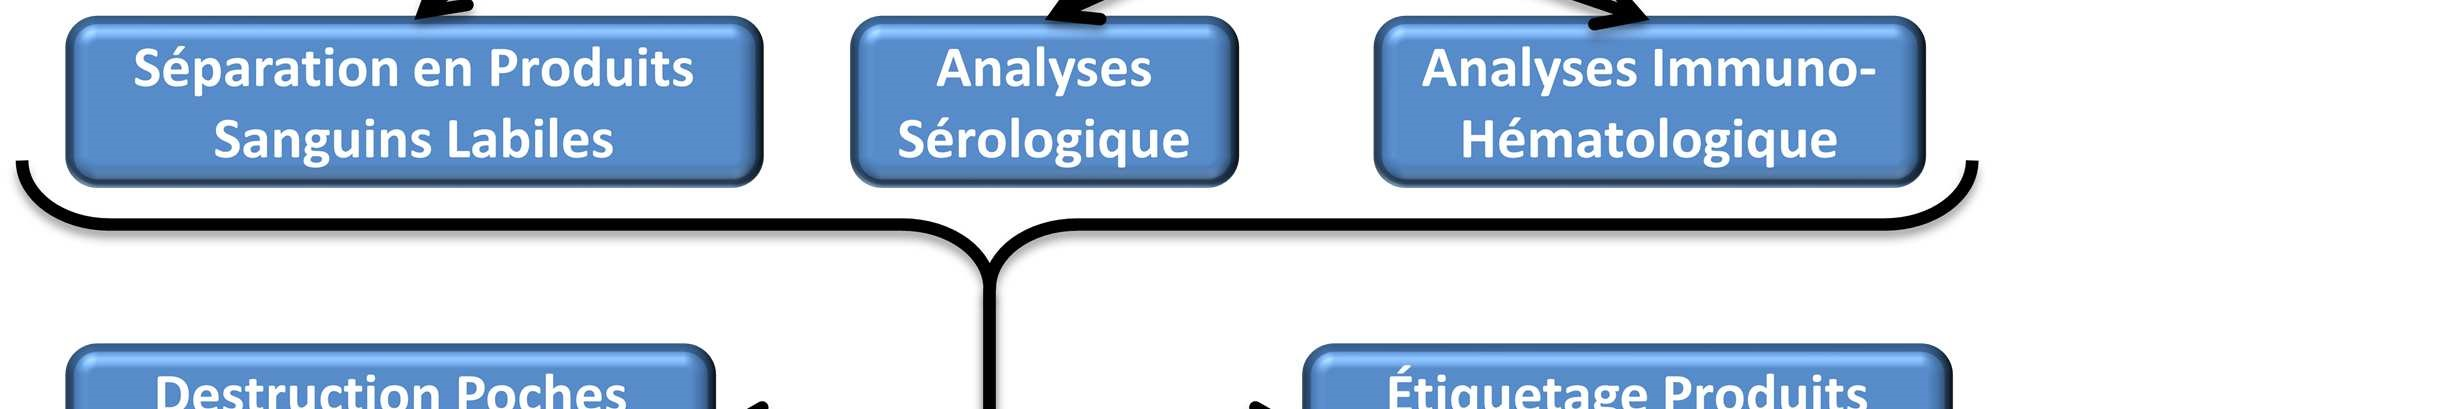 Séparation en Produits
Sanguins Labiles
Analyses
Sérologique
Analyses Immuno-
Hématologique
Destruction Poches
Étiquetage Produits